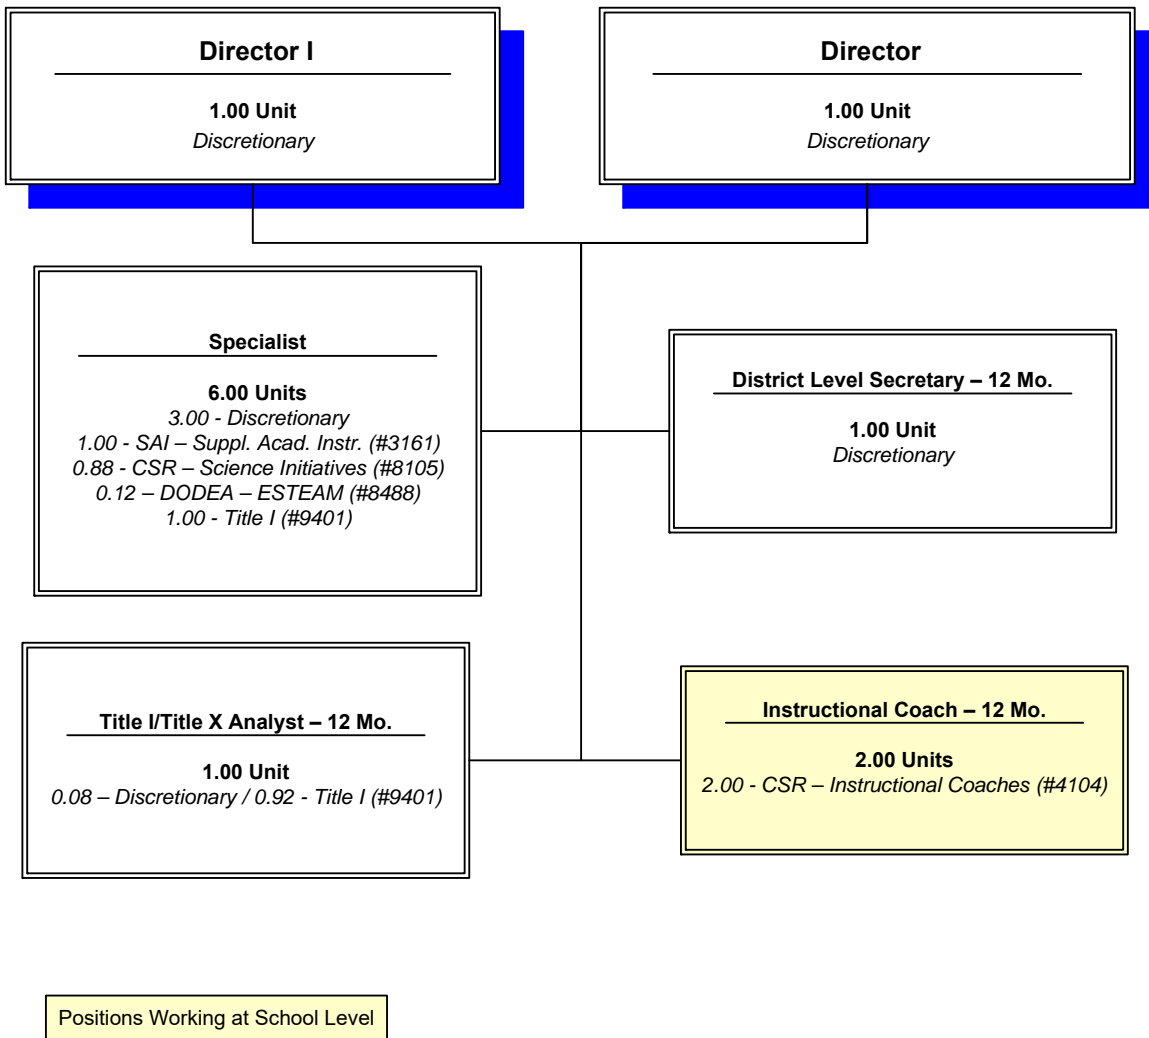 Director I
1.00 Unit
Discretionary
Director
1.00 Unit
Discretionary
Specialist
6.00 Units
3.00 - Discretionary
1.00 - SAI – Suppl. Acad. Instr. (#3161)
0.88 - CSR – Science Initiatives (#8105)
0.12 – DODEA – ESTEAM (#8488)
1.00 - Title I (#9401)
District Level Secretary – 12 Mo.
1.00 Unit
Discretionary
Title I/Title X Analyst – 12 Mo.
1.00 Unit
0.08 – Discretionary / 0.92 - Title I (#9401)
Instructional Coach – 12 Mo.
2.00 Units
2.00 - CSR – Instructional Coaches (#4104)
Positions Working at School Level